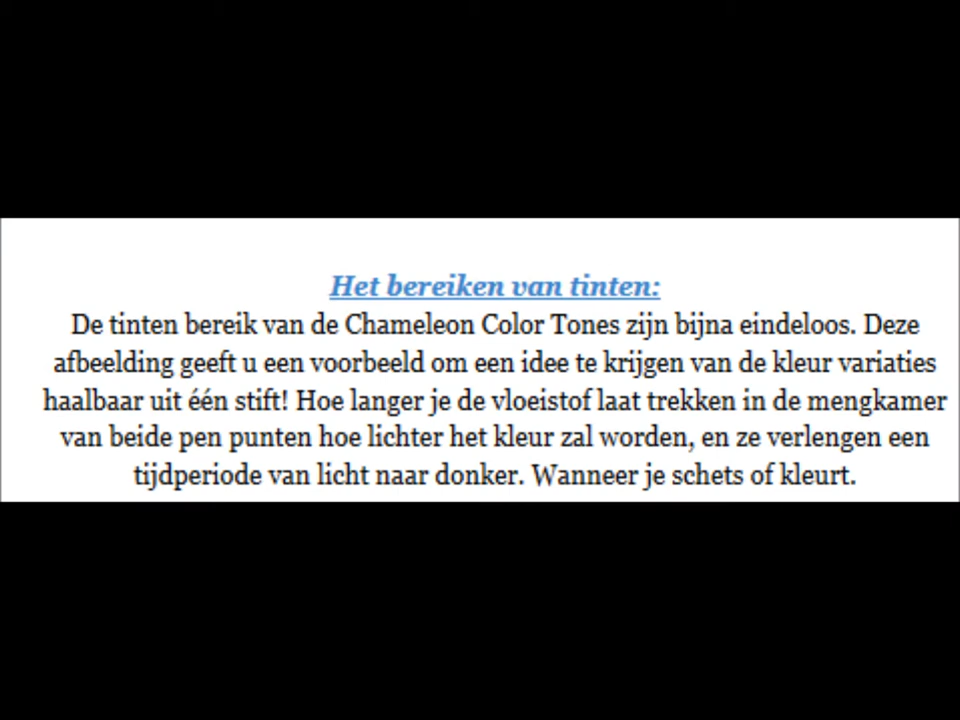 Het bereiken van tinten:
De tinten bereik van de Chameleon Color Tones zijn bijna eindeloos. Deze
afbeelding geeft u een voorbeeld om een idee te krijgen van de kleur variaties
haalbaar uit één stift! Hoe langer je de vloeistof laat trekken in de mengkamer
van beide pen punten hoe lichter het kleur zal worden, en ze verlengen een
tijdperiode van licht naar donker. Wanneer je schets of kleurt.